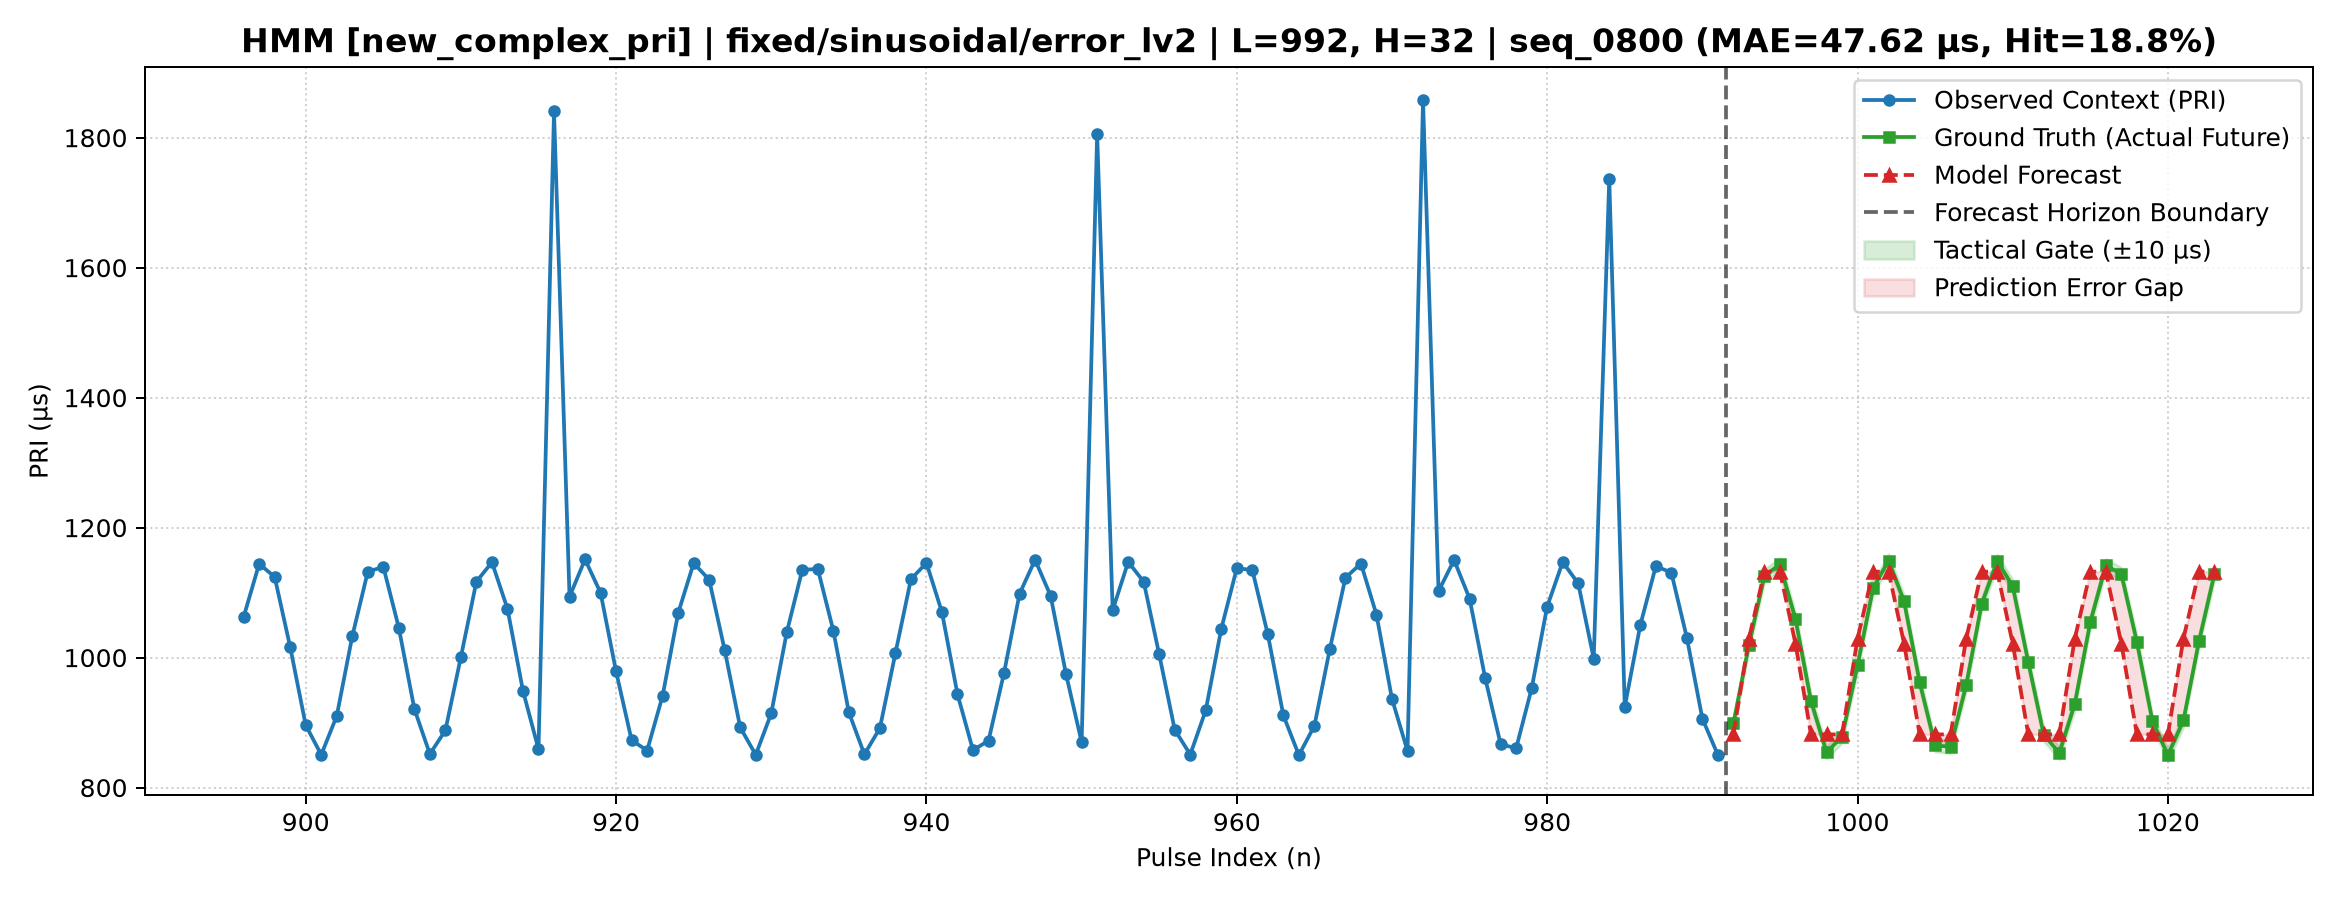 HMM [new_complex_pri] | fixed/sinusoidal/error_lv2 | L=992, H=32 | seq_0800 (MAE=47.62 µs, Hit=18.8%)
Observed Context (PRI)
Ground Truth (Actual Future)
Model Forecast
Forecast Horizon Boundary
Tactical Gate (±10 µs)
Prediction Error Gap
PRI (µs)
1800
1600
1400
1200
1000
800
900 920 940 960 980 1000 1020
Pulse Index (n)